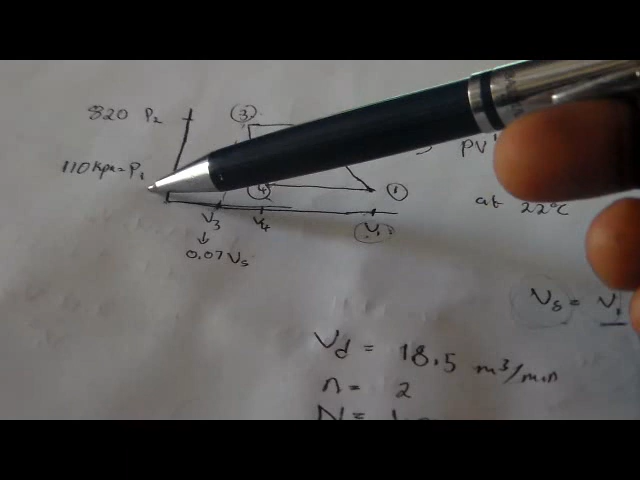 820 P₂ ③
110 Kpa = P₁ ④ ① PV
at 22°C
V₃ V₄ V₁
↓
0.07 Vₛ
Vₛ = V₁
V_d = 18.5 m³/min
n = 2
N =